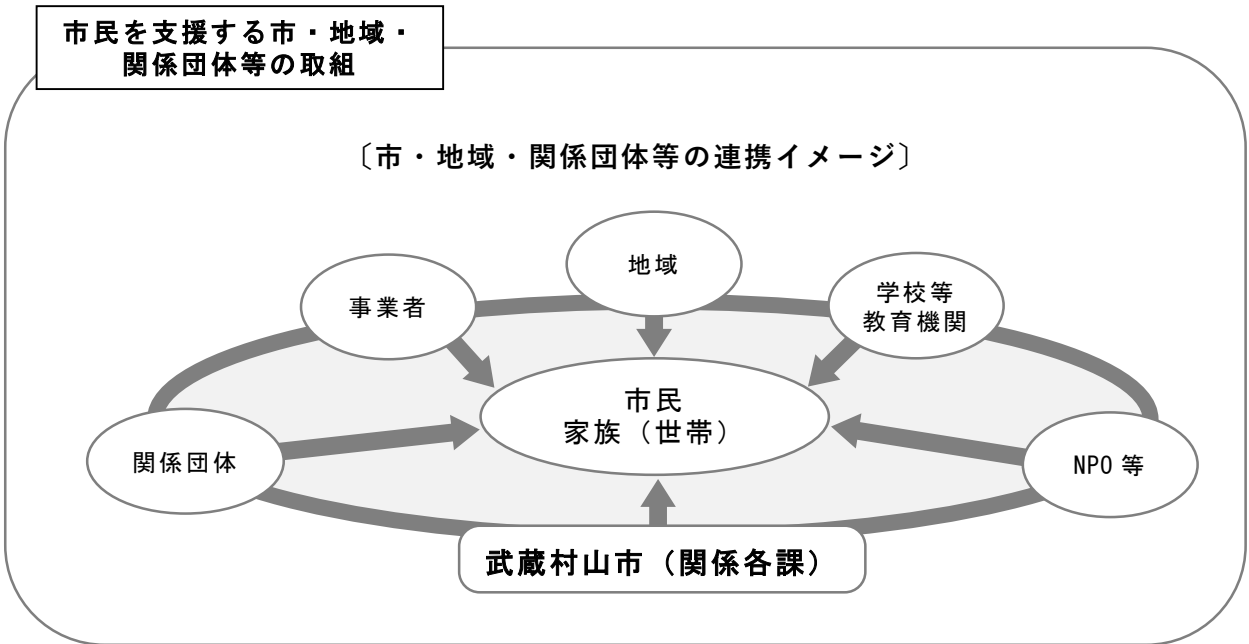 市民を支援する市・地域・
関係団体等の取組
〔市・地域・関係団体等の連携イメージ〕
地域
事業者
学校等
教育機関
市民
家族（世帯）
関係団体
NPO 等
武蔵村山市（関係各課）